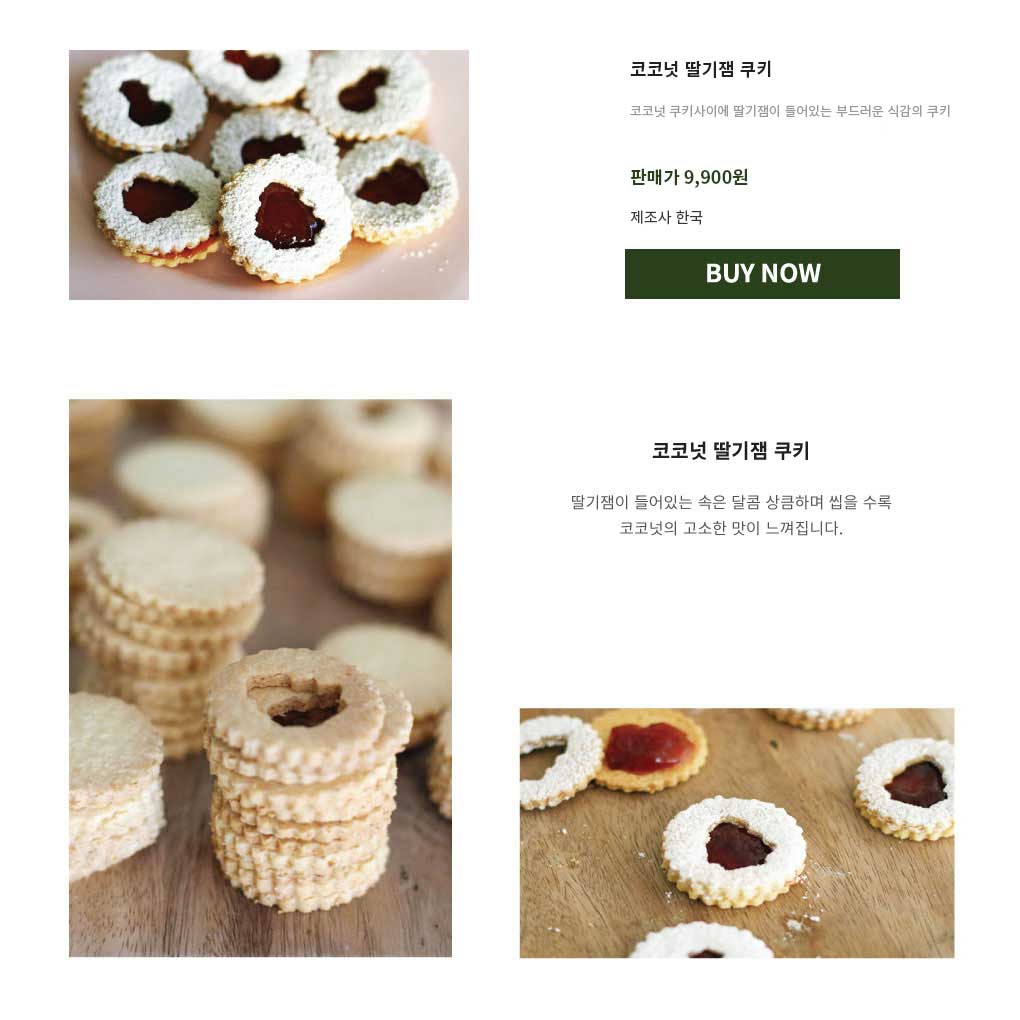 코코넛 딸기잼 쿠키
코코넛 쿠키사이에 딸기잼이 들어있는 부드러운 식감의 쿠키
판매가 9,900원
제조사 한국
BUY NOW
코코넛 딸기잼 쿠키
딸기잼이 들어있는 속은 달콤 상큼하며 씹을 수록
코코넛의 고소한 맛이 느껴집니다.